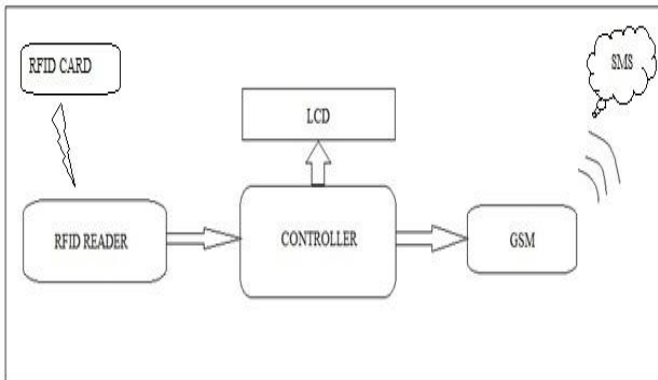 RFID CARD
SMS
LCD
RFID READER
CONTROLLER
GSM